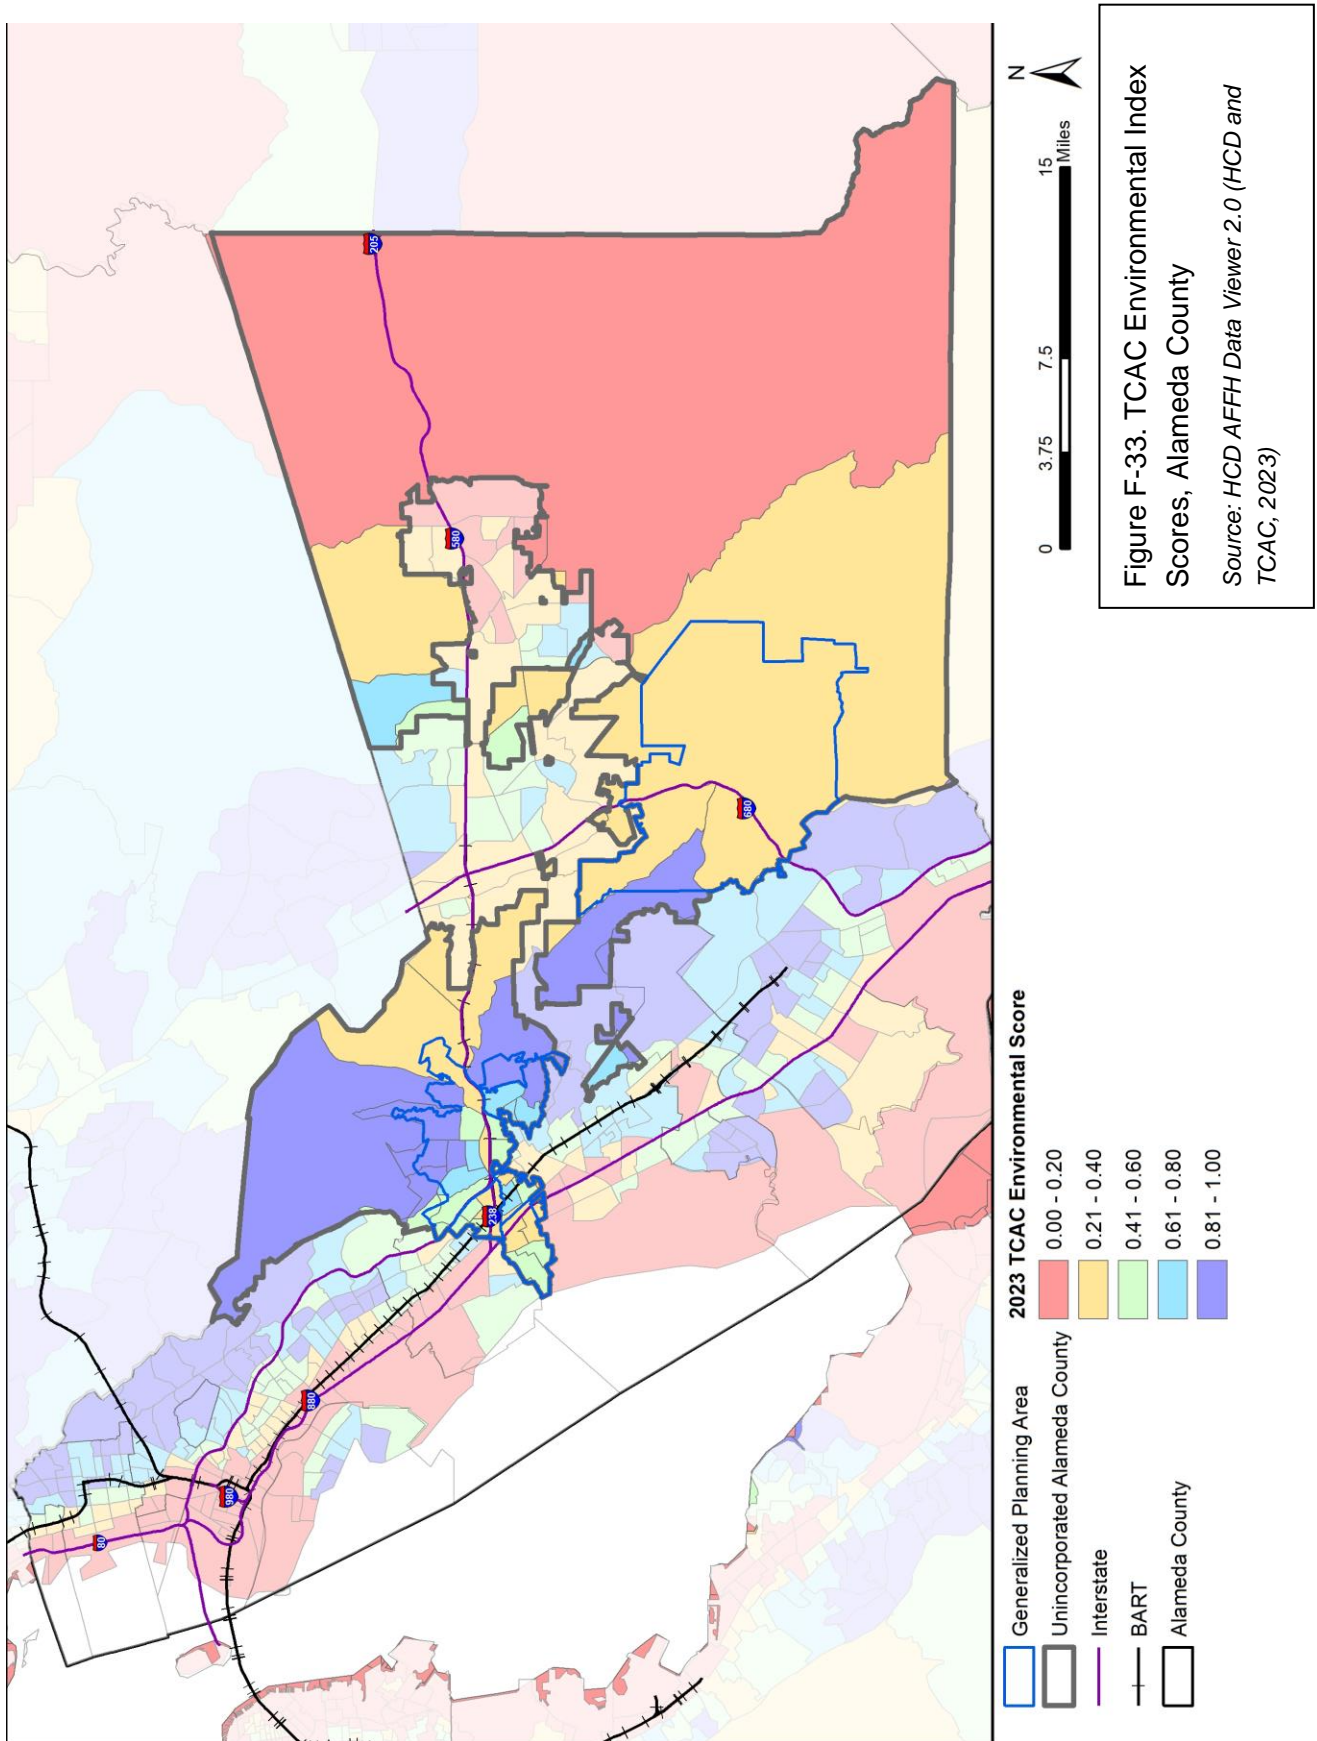 80
980
880
238
680
580
205
N
0 3.75 7.5 15
Miles
Generalized Planning Area
Unincorporated Alameda County
Interstate
BART
Alameda County
2023 TCAC Environmental Score
0.00 - 0.20
0.21 - 0.40
0.41 - 0.60
0.61 - 0.80
0.81 - 1.00
Figure F-33. TCAC Environmental Index
Scores, Alameda County
Source: HCD AFFH Data Viewer 2.0 (HCD and
TCAC, 2023)